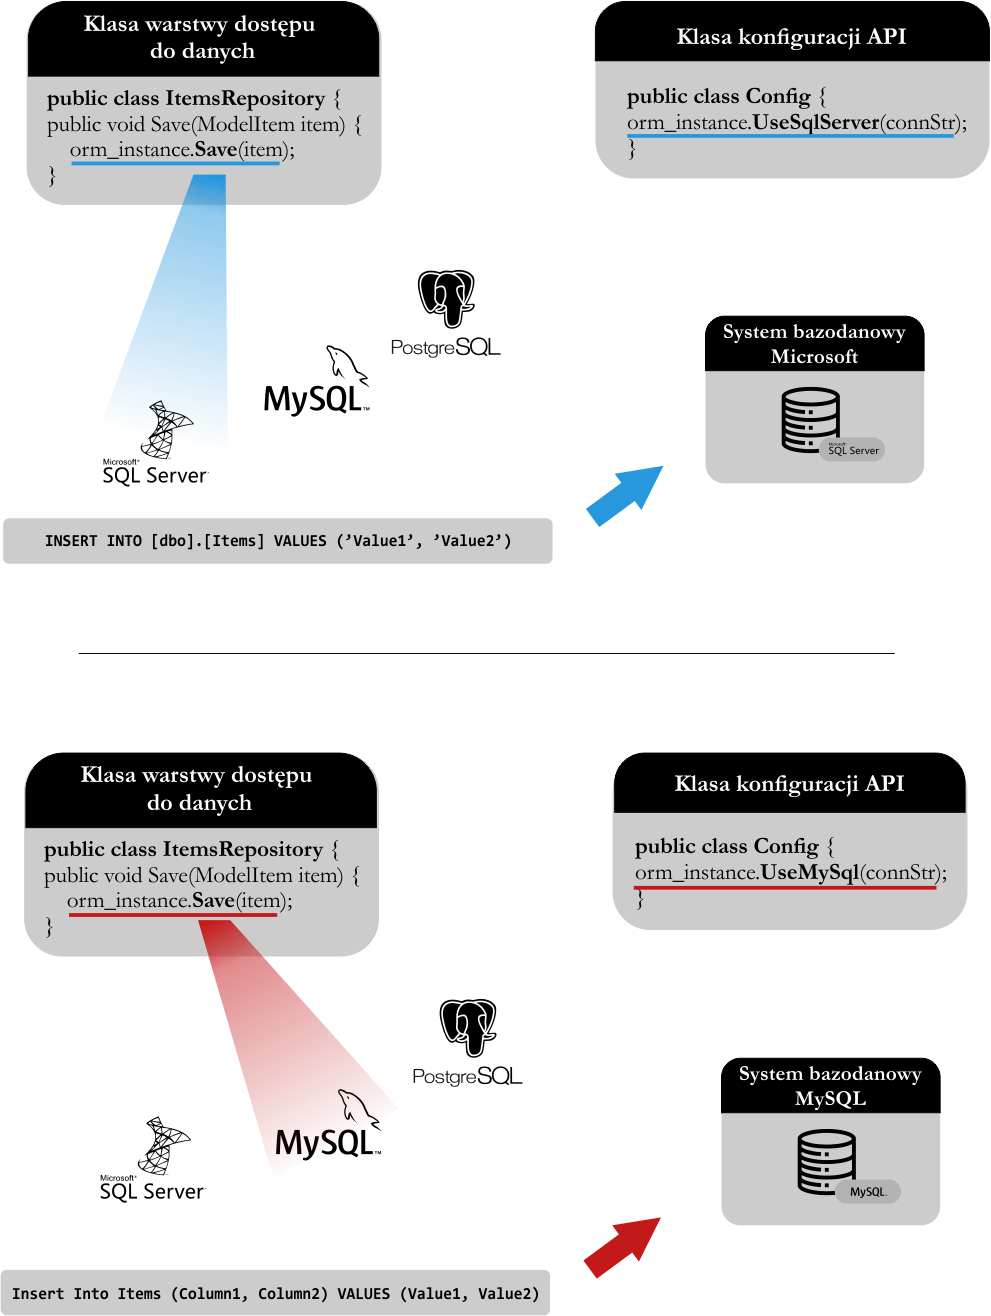 Klasa warstwy dostępu
do danych
public class ItemsRepository {
public void Save(ModelItem item) {
orm_instance.Save(item);
}
Klasa konfiguracji API
public class Config {
orm_instance.UseSqlServer(connStr);
}
PostgreSQL
MySQL™
Microsoft®
SQL Server
System bazodanowy
Microsoft
Microsoft®
SQL Server
INSERT INTO [dbo].[Items] VALUES (’Value1’, ’Value2’)
Klasa warstwy dostępu
do danych
public class ItemsRepository {
public void Save(ModelItem item) {
orm_instance.Save(item);
}
Klasa konfiguracji API
public class Config {
orm_instance.UseMySql(connStr);
}
PostgreSQL
MySQL™
Microsoft®
SQL Server
System bazodanowy
MySQL
MySQL
Insert Into Items (Column1, Column2) VALUES (Value1, Value2)